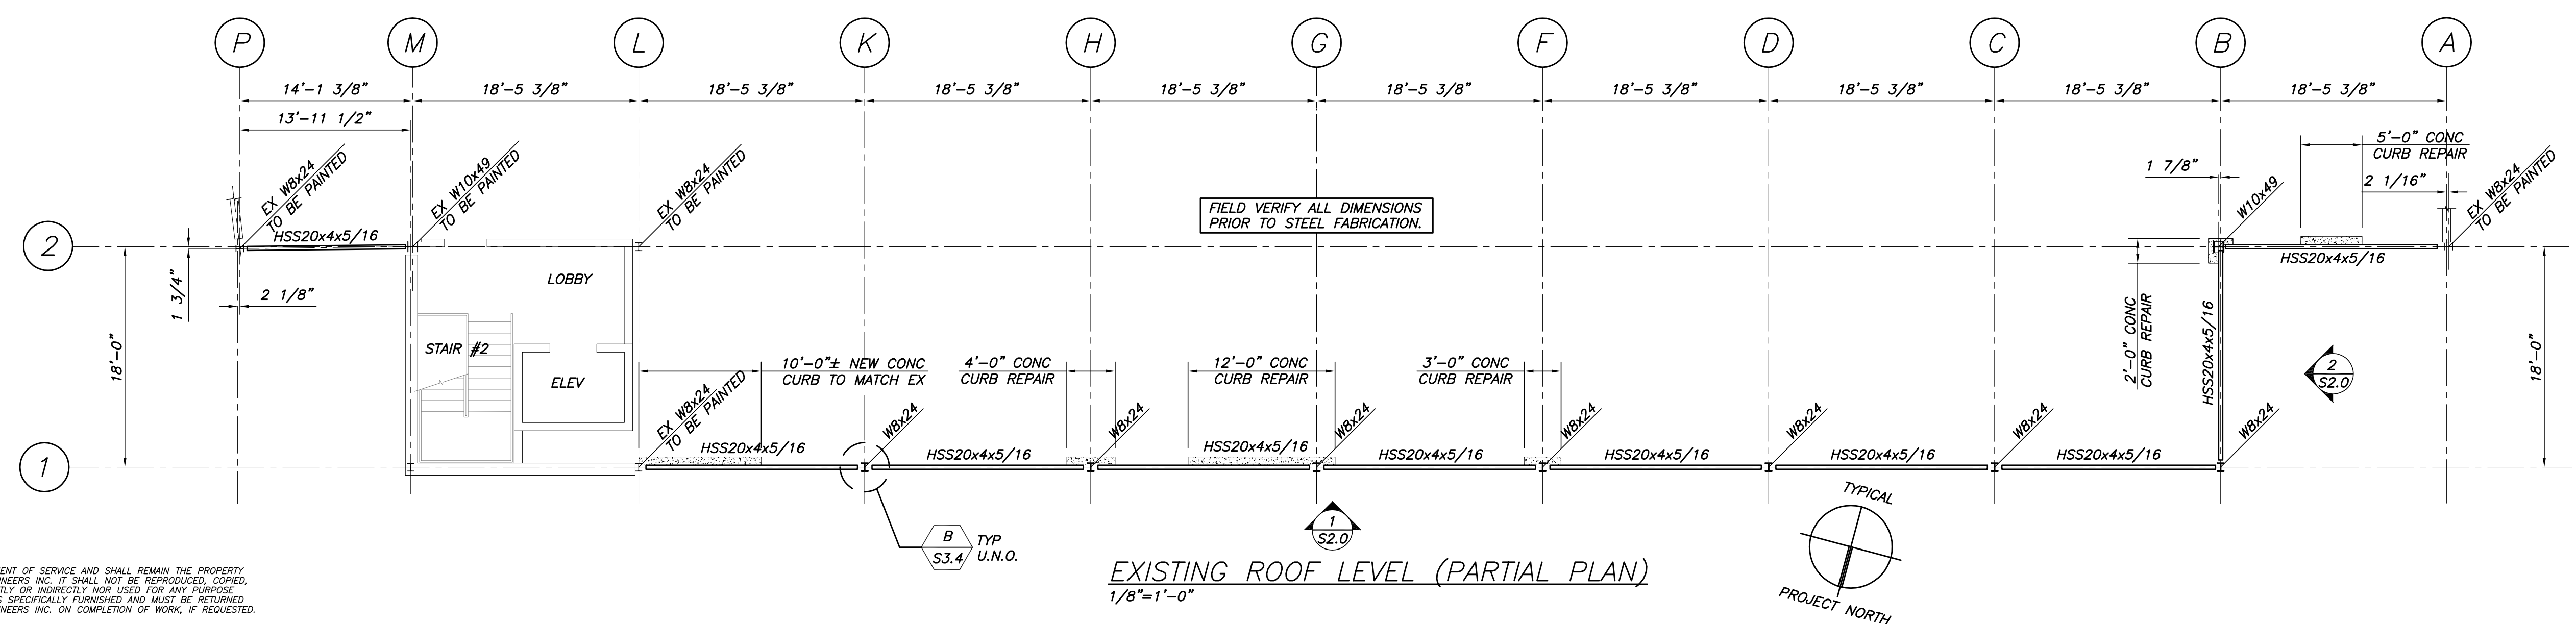 P
M
L
K
H
G
F
D
C
B
A
14'-1 3/8"
18'-5 3/8"
18'-5 3/8"
18'-5 3/8"
18'-5 3/8"
18'-5 3/8"
18'-5 3/8"
18'-5 3/8"
18'-5 3/8"
18'-5 3/8"
13'-11 1/2"
5'-0" CONC
CURB REPAIR
1 7/8"
2 1/16"
EX W8x24
TO BE PAINTED
EX W10x49
TO BE PAINTED
EX W8x24
TO BE PAINTED
W10x49
EX W8x24
TO BE PAINTED
FIELD VERIFY ALL DIMENSIONS
PRIOR TO STEEL FABRICATION.
2
HSS20x4x5/16
HSS20x4x5/16
1 3/4"
2 1/8"
LOBBY
18'-0"
STAIR #2
ELEV
2'-0" CONC
CURB REPAIR
HSS20x4x5/16
2
S2.0
18'-0"
10'-0"± NEW CONC
CURB TO MATCH EX
4'-0" CONC
CURB REPAIR
12'-0" CONC
CURB REPAIR
3'-0" CONC
CURB REPAIR
EX W8x24
TO BE PAINTED
W8x24
W8x24
W8x24
W8x24
W8x24
W8x24
W8x24
1
HSS20x4x5/16
HSS20x4x5/16
HSS20x4x5/16
HSS20x4x5/16
HSS20x4x5/16
HSS20x4x5/16
HSS20x4x5/16
B
S3.4
TYP
U.N.O.
1
S2.0
TYPICAL
PROJECT NORTH
EXISTING ROOF LEVEL (PARTIAL PLAN)
1/8"=1'-0"
ENT OF SERVICE AND SHALL REMAIN THE PROPERTY
NEERS INC. IT SHALL NOT BE REPRODUCED, COPIED,
TLY OR INDIRECTLY NOR USED FOR ANY PURPOSE
S SPECIFICALLY FURNISHED AND MUST BE RETURNED
NEERS INC. ON COMPLETION OF WORK, IF REQUESTED.